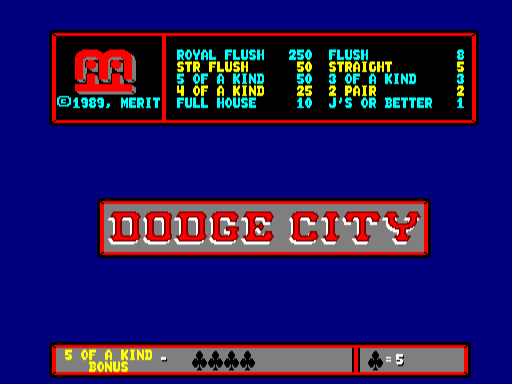 ROYAL FLUSH 250 FLUSH 8
STR FLUSH 50 STRAIGHT 5
5 OF A KIND 50 3 OF A KIND 3
4 OF A KIND 25 2 PAIR 2
©1989, MERIT FULL HOUSE 10 J'S OR BETTER 1
DODGE CITY
5 OF A KIND - ♣♣♣♣ ♣=5
BONUS